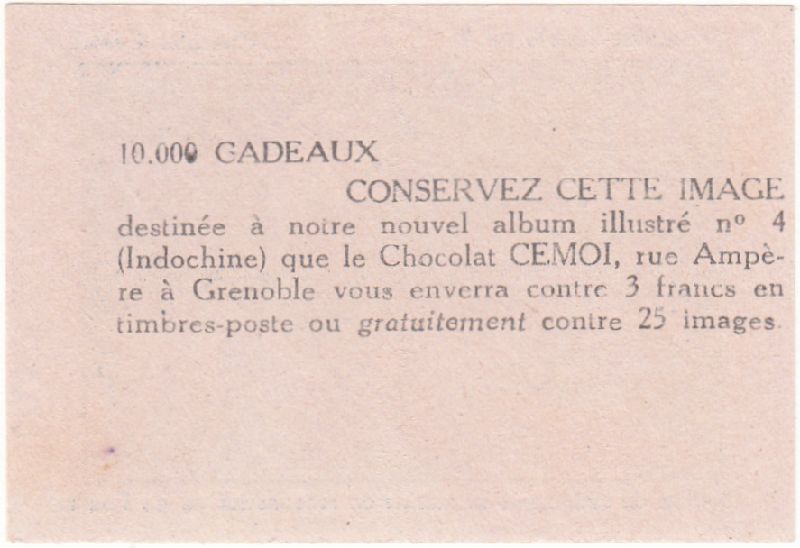 10.000 CADEAUX
CONSERVEZ CETTE IMAGE
destinée à notre nouvel album illustré nº 4
(Indochine) que le Chocolat CEMOI, rue Ampè-
re à Grenoble vous enverra contre 3 francs en
timbres-poste ou gratuitement contre 25 images.